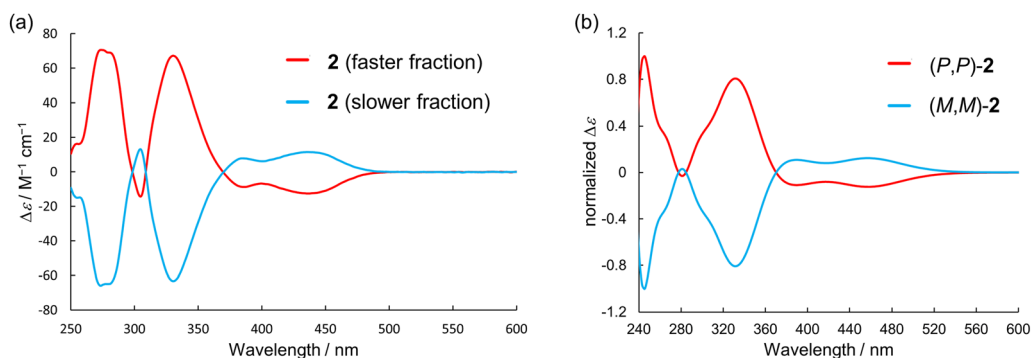 (a)
80
60
40
20
0
-20
-40
-60
-80
250 300 350 400 450 500 550 600
Δε / M⁻¹ cm⁻¹
Wavelength / nm
2 (faster fraction)
2 (slower fraction)
(b)
1.2
0.8
0.4
0
-0.4
-0.8
-1.2
240 280 320 360 400 440 480 520 560 600
normalized Δε
Wavelength / nm
(P,P)-2
(M,M)-2